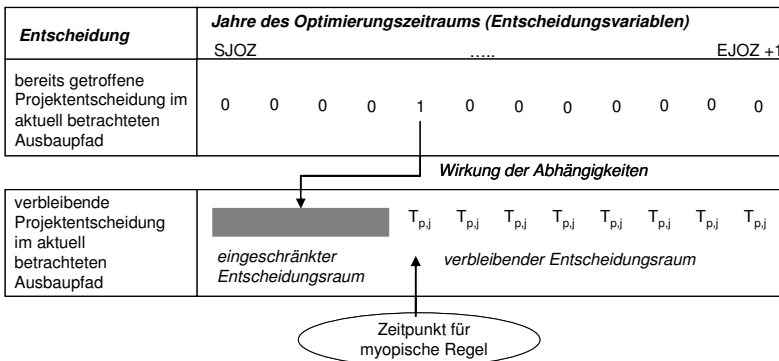 Entscheidung
Jahre des Optimierungszeitraums (Entscheidungsvariablen)
SJOZ ..... EJOZ +1
bereits getroffene
Projektentscheidung im
aktuell betrachteten
Ausbaupfad
0 0 0 0 1 0 0 0 0 0 0 0
Wirkung der Abhängigkeiten
verbleibende
Projektentscheidung
im aktuell
betrachteten
Ausbaupfad
Tp,j Tp,j Tp,j Tp,j Tp,j Tp,j Tp,j Tp,j
eingeschränkter
Entscheidungsraum
verbleibender Entscheidungsraum
Zeitpunkt für
myopische Regel